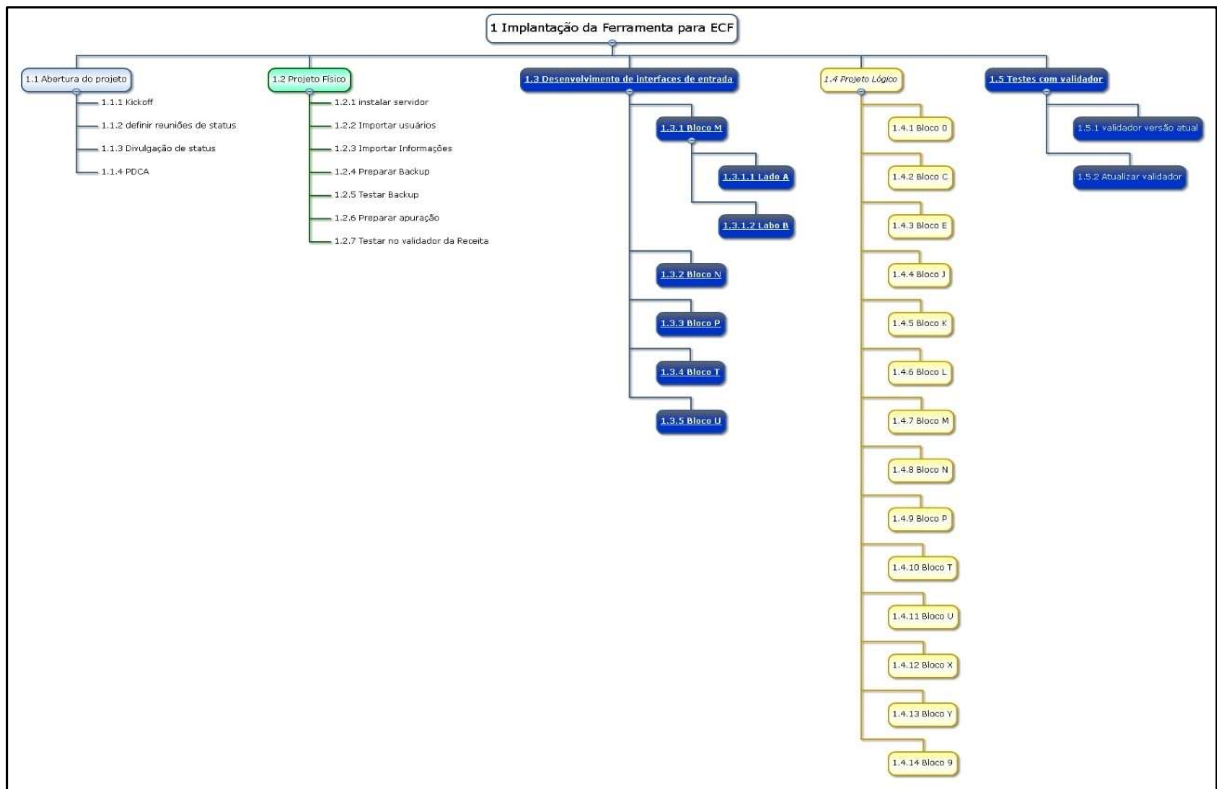 1 Implantação da Ferramenta para ECF
1.1 Abertura do projeto
1.1.1 Kickoff
1.1.2 definir reuniões de status
1.1.3 Divulgação de status
1.1.4 PDCA
1.2 Projeto Físico
1.2.1 instalar servidor
1.2.2 Importar usuários
1.2.3 Importar Informações
1.2.4 Preparar Backup
1.2.5 Testar Backup
1.2.6 Preparar apuração
1.2.7 Testar no validador da Receita
1.3 Desenvolvimento de interfaces de entrada
1.3.1 Bloco M
1.3.1.1 Lado A
1.3.1.2 Labo B
1.3.2 Bloco N
1.3.3 Bloco P
1.3.4 Bloco T
1.3.5 Bloco U
1.4 Projeto Lógico
1.4.1 Bloco 0
1.4.2 Bloco C
1.4.3 Bloco E
1.4.4 Bloco J
1.4.5 Bloco K
1.4.6 Bloco L
1.4.7 Bloco M
1.4.8 Bloco N
1.4.9 Bloco P
1.4.10 Bloco T
1.4.11 Bloco U
1.4.12 Bloco X
1.4.13 Bloco Y
1.4.14 Bloco 9
1.5 Testes com validador
1.5.1 validador versão atual
1.5.2 Atualizar validador